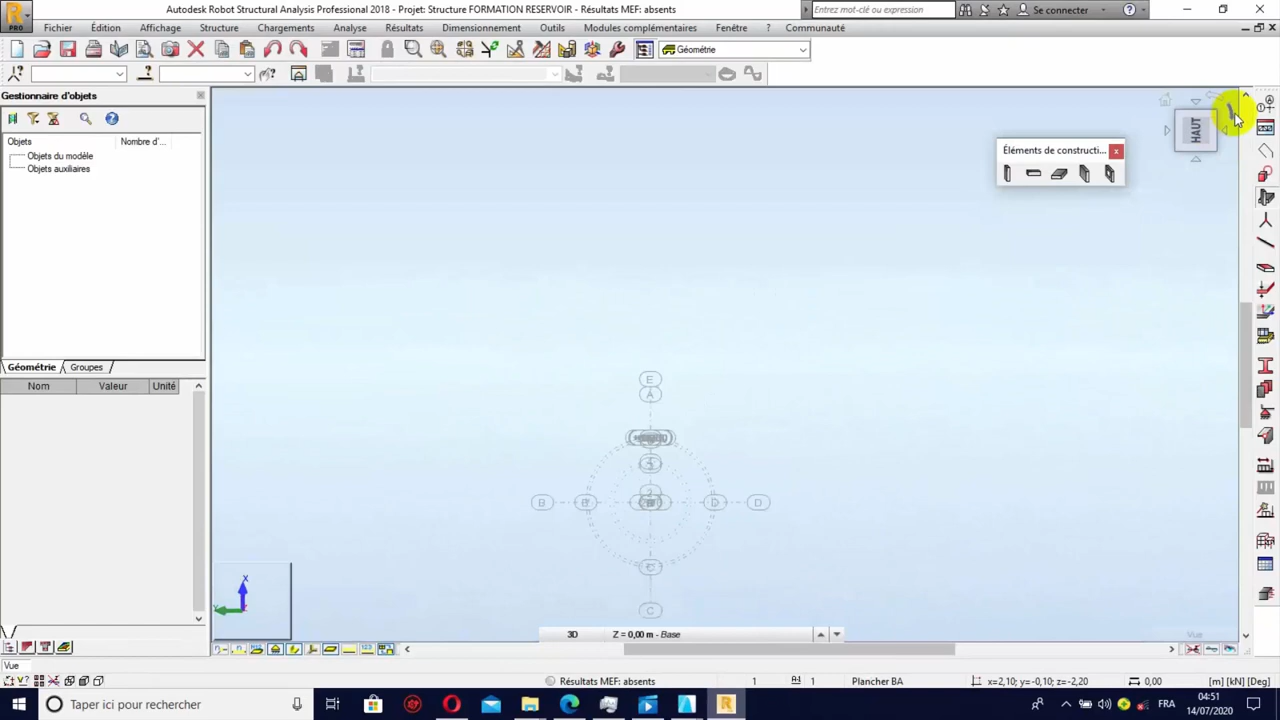 Autodesk Robot Structural Analysis Professional 2018 - Projet: Structure FORMATION RESERVOIR - Résultats MEF: absents
Entrez mot-clé ou expression
Se connecter
PRO
Fichier Édition Affichage Structure Chargements Analyse Résultats Dimensionnement Outils Modules complémentaires Fenêtre Communauté
Géométrie
Gestionnaire d'objets
HAUT
Éléments de constructi...
Objets Nombre d'...
Objets du modèle
Objets auxiliaires
Géométrie Groupes
Nom Valeur Unité
E
A
B
D
D
C
C
X
3D Z = 0,00 m - Base
Vue
Vue
Résultats MEF: absents 1 1 Plancher BA x=2,10; y=-0,10; z=-2,20 0,00 [m] [kN] [Deg]
Taper ici pour rechercher
FRA
04:51
14/07/2020